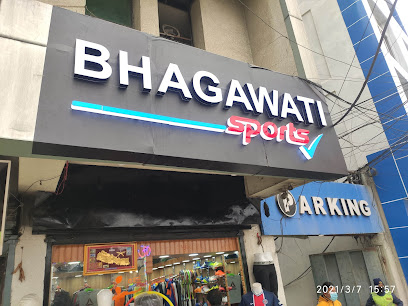 BHAGAWATI
sports
PARKING
2021/3/7 15:57